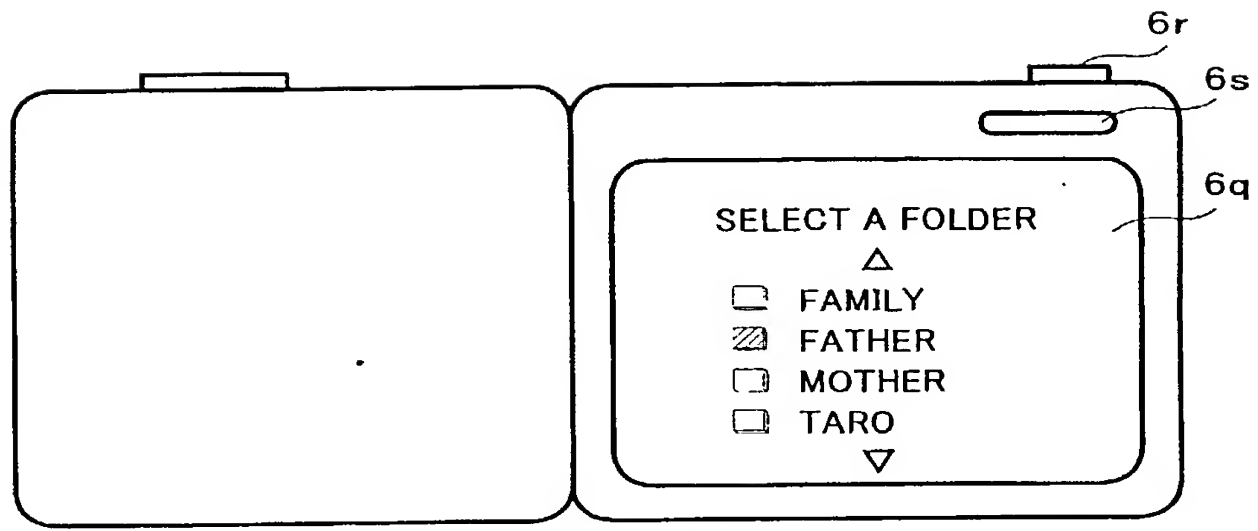 6r
6s
6q
SELECT A FOLDER
FAMILY
FATHER
MOTHER
TARO